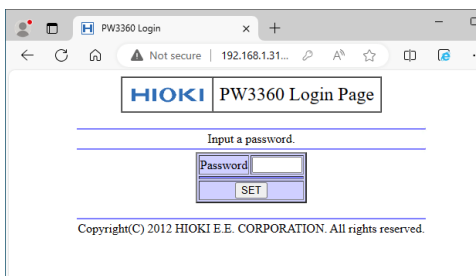 PW3360 Login
Not secure
192.168.1.31...
HIOKI
PW3360 Login Page
Input a password.
Password
SET
Copyright(C) 2012 HIOKI E.E. CORPORATION. All rights reserved.